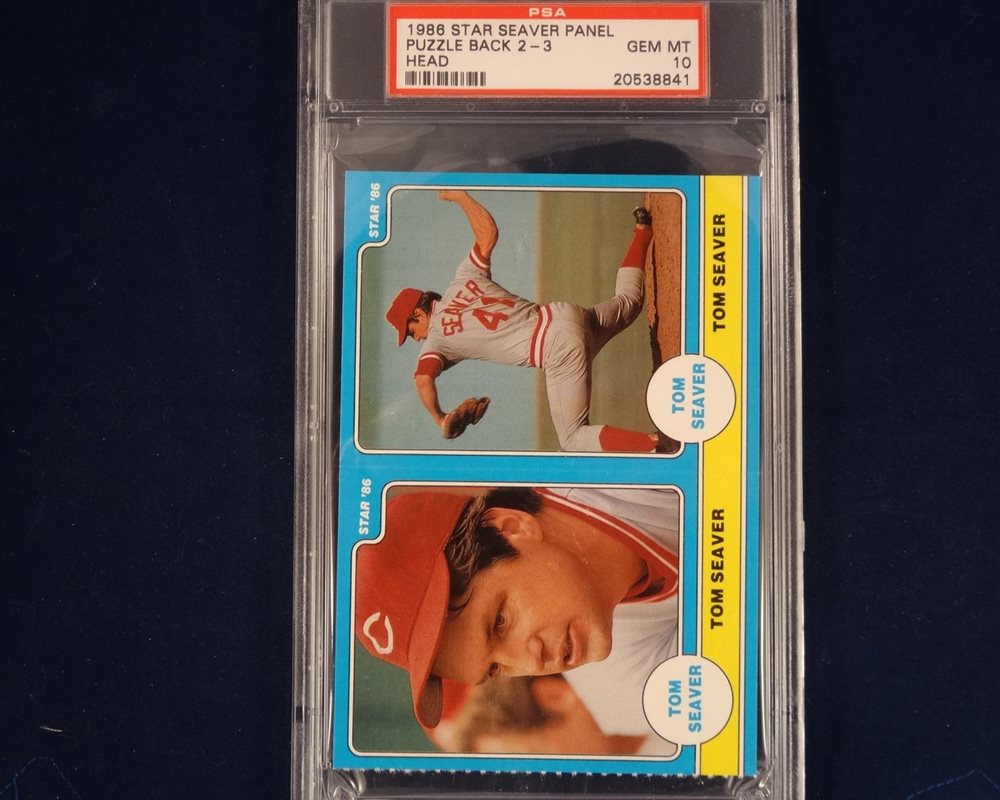 PSA
1986 STAR SEAVER PANEL
PUZZLE BACK 2-3 GEM MT
HEAD 10
20538841
STAR '86
SEAVER
41
TOM
SEAVER
TOM SEAVER
STAR '86
C
TOM
SEAVER
TOM SEAVER